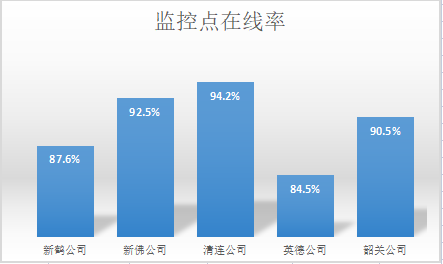 监控点在线率
87.6%
92.5%
94.2%
84.5%
90.5%
新鹤公司
新佛公司
清连公司
英德公司
韶关公司